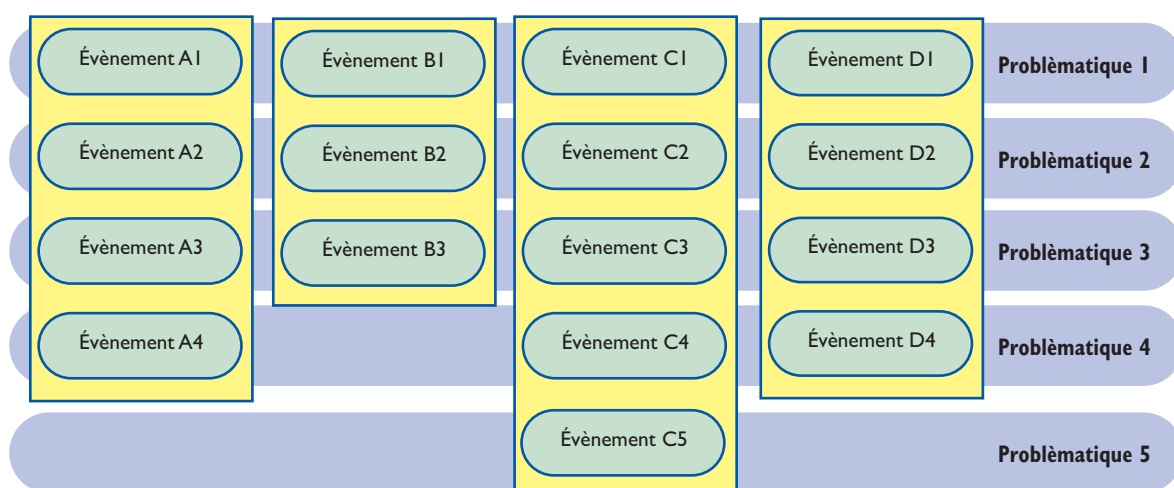 Évènement A1
Évènement B1
Évènement C1
Évènement D1
Problèmatique 1
Évènement A2
Évènement B2
Évènement C2
Évènement D2
Problèmatique 2
Évènement A3
Évènement B3
Évènement C3
Évènement D3
Problèmatique 3
Évènement A4
Évènement C4
Évènement D4
Problèmatique 4
Évènement C5
Problèmatique 5